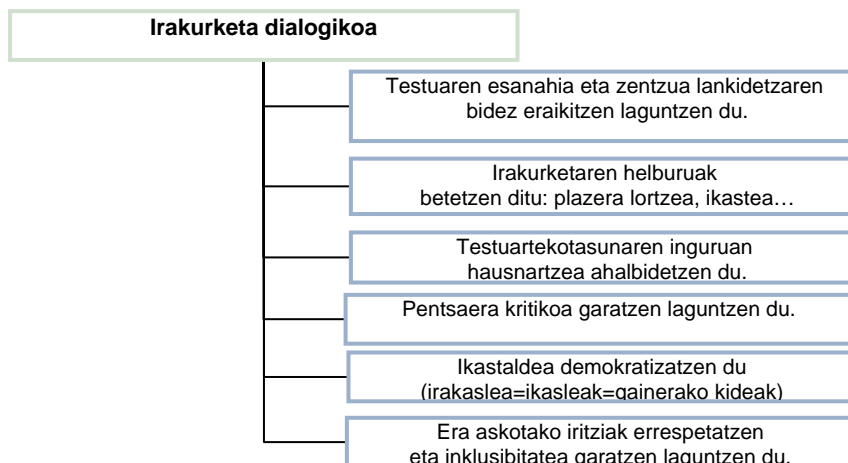 Irakurketa dialogikoa
Testuaren esanahia eta zentzua lankidetzaren
bidez eraikitzen laguntzen du.
Irakurketaren helburuak
betetzen ditu: plazera lortzea, ikastea…
Testuartekotasunaren inguruan
hausnartzea ahalbidetzen du.
Pentsaera kritikoa garatzen laguntzen du.
Ikastaldea demokratizatzen du
(irakaslea=ikasleak=gainerako kideak)
Era askotako iritziak errespetatzen
eta inklusibitatea garatzen laguntzen du.